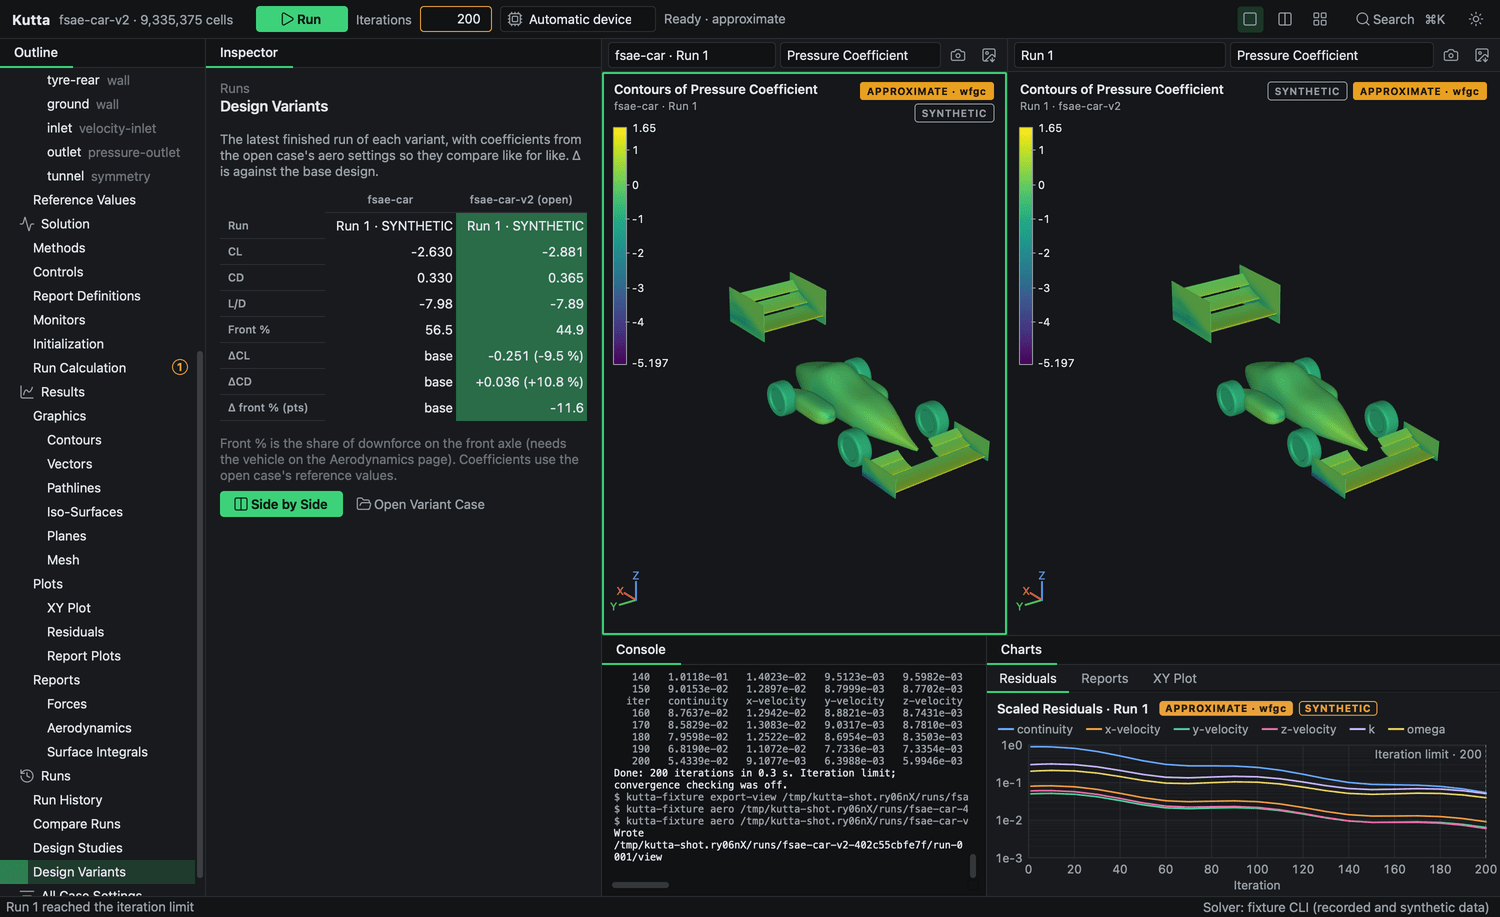 Kutta fsae-car-v2 · 9,335,375 cells Run Iterations 200 Automatic device Ready · approximate Search ⌘K
Outline
tyre-rear wall
ground wall
inlet velocity-inlet
outlet pressure-outlet
tunnel symmetry
Reference Values
Solution
Methods
Controls
Report Definitions
Monitors
Initialization
Run Calculation 1
Results
Graphics
Contours
Vectors
Pathlines
Iso-Surfaces
Planes
Mesh
Plots
XY Plot
Residuals
Report Plots
Reports
Forces
Aerodynamics
Surface Integrals
Runs
Run History
Compare Runs
Design Studies
Design Variants
All Case Settings
Inspector
Runs
Design Variants
The latest finished run of each variant, with coefficients from
the open case's aero settings so they compare like for like. Δ
is against the base design.
fsae-car fsae-car-v2 (open)
Run Run 1 · SYNTHETIC Run 1 · SYNTHETIC
CL -2.630 -2.881
CD 0.330 0.365
L/D -7.98 -7.89
Front % 56.5 44.9
ΔCL base -0.251 (-9.5 %)
ΔCD base +0.036 (+10.8 %)
Δ front % (pts) base -11.6
Front % is the share of downforce on the front axle (needs
the vehicle on the Aerodynamics page). Coefficients use the
open case's reference values.
Side by Side Open Variant Case
fsae-car · Run 1 Pressure Coefficient
Contours of Pressure Coefficient APPROXIMATE · wfgc
fsae-car · Run 1 SYNTHETIC
1.65
1
0
-1
-2
-3
-4
-5.197
Z
X
Y
Run 1 Pressure Coefficient
Contours of Pressure Coefficient SYNTHETIC APPROXIMATE · wfgc
Run 1 · fsae-car-v2
1.65
1
0
-1
-2
-3
-4
-5.197
Z
X
Y
Console
140 1.0118e-01 1.4023e-02 9.5123e-03 9.5982e-03
150 9.0153e-02 1.2897e-02 8.7999e-03 8.7702e-03
iter continuity x-velocity y-velocity z-velocity
160 8.7637e-02 1.2942e-02 8.8821e-03 8.7431e-03
170 8.5829e-02 1.3083e-02 9.0317e-03 8.7810e-03
180 7.9598e-02 1.2522e-02 8.6954e-03 8.3503e-03
190 6.8190e-02 1.1072e-02 7.7336e-03 7.3354e-03
200 5.4339e-02 9.1077e-03 6.3988e-03 5.9946e-03
Done: 200 iterations in 0.3 s. Iteration limit;
convergence checking was off.
$ kutta-fixture export-view /tmp/kutta-shot.ry06nX/runs/fsa
$ kutta-fixture aero /tmp/kutta-shot.ry06nX/runs/fsae-car-4
$ kutta-fixture aero /tmp/kutta-shot.ry06nX/runs/fsae-car-v
Wrote
/tmp/kutta-shot.ry06nX/runs/fsae-car-v2-402c55cbfe7f/run-0
001/view
Charts
Residuals Reports XY Plot
Scaled Residuals · Run 1 APPROXIMATE · wfgc SYNTHETIC
continuity x-velocity y-velocity z-velocity k omega
Iteration limit · 200
1e0
1e-1
1e-2
1e-3
0 20 40 60 80 100 120 140 160 180 200
Iteration
Run 1 reached the iteration limit Solver: fixture CLI (recorded and synthetic data)